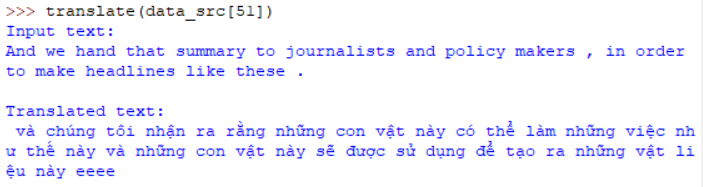 >>> translate(data_src[51])
Input text:
And we hand that summary to journalists and policy makers , in order
to make headlines like these .
Translated text:
và chúng tôi nhận ra rằng những con vật này có thể làm những việc nh
ư thế này và những con vật này sẽ được sử dụng để tạo ra những vật li
ệu này eeee